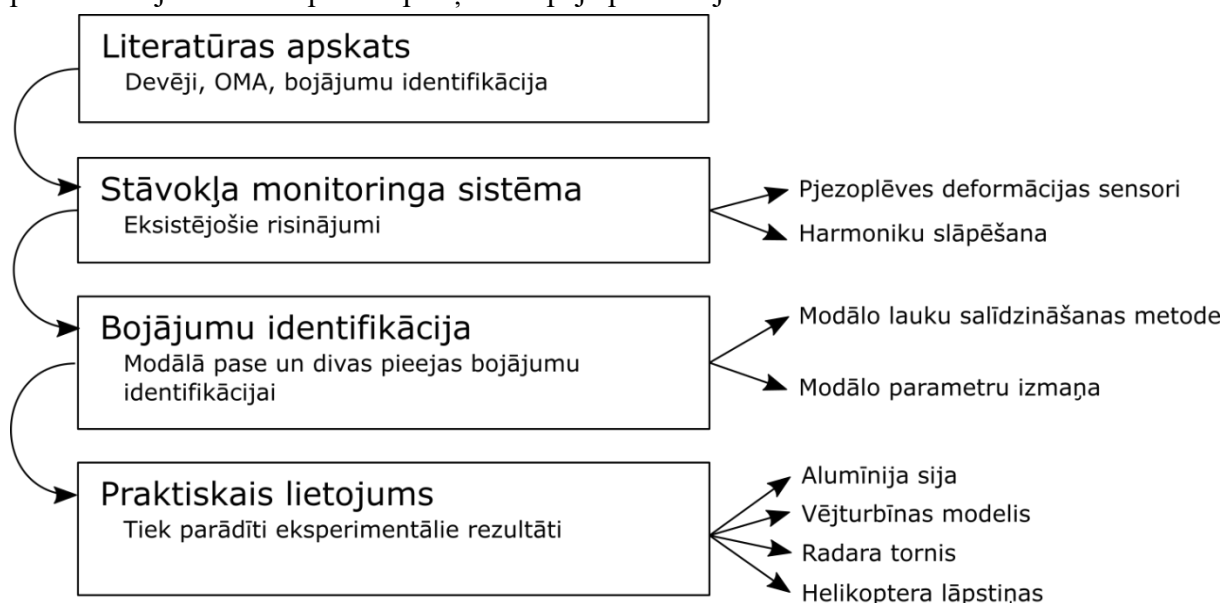 Literatūras apskats
Devēji, OMA, bojājumu identifikācija
Stāvokļa monitoringa sistēma
Eksistējošie risinājumi
Pjezoplēves deformācijas sensori
Harmoniku slāpēšana
Bojājumu identifikācija
Modālā pase un divas pieejas bojājumu
identifikācijai
Modālo lauku salīdzināšanas metode
Modālo parametru izmaņa
Praktiskais lietojums
Tiek parādīti eksperimentālie rezultāti
Alumīnija sija
Vējturbīnas modelis
Radara tornis
Helikoptera lāpstiņas